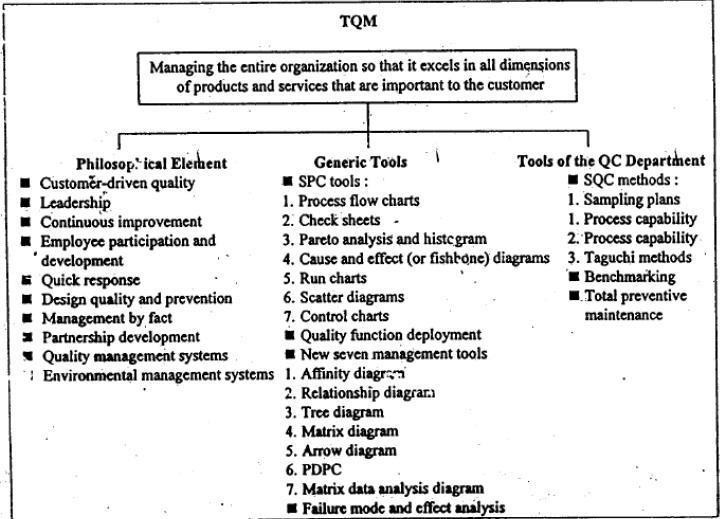 TQM
Managing the entire organization so that it excels in all dimensions
of products and services that are important to the customer
Philosophical Element
■ Customer-driven quality
■ Leadership
■ Continuous improvement
■ Employee participation and
development
■ Quick response
■ Design quality and prevention
■ Management by fact
■ Partnership development
■ Quality management systems
Environmental management systems
Generic Tools
■ SPC tools :
1. Process flow charts
2. Check sheets
3. Pareto analysis and histogram
4. Cause and effect (or fishbone) diagrams
5. Run charts
6. Scatter diagrams
7. Control charts
■ Quality function deployment
■ New seven management tools
1. Affinity diagram
2. Relationship diagram
3. Tree diagram
4. Matrix diagram
5. Arrow diagram
6. PDPC
7. Matrix data analysis diagram
■ Failure mode and effect analysis
Tools of the QC Department
■ SQC methods :
1. Sampling plans
1. Process capability
2. Process capability
3. Taguchi methods
■ Benchmarking
■ Total preventive
maintenance